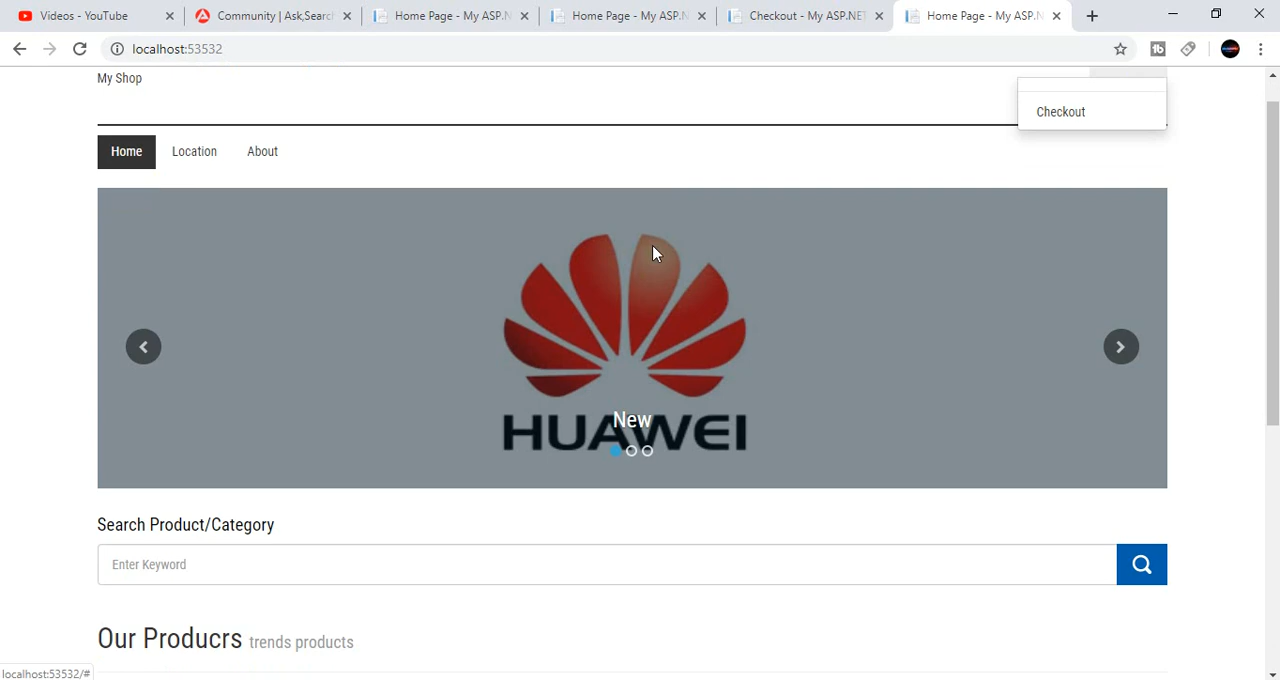 Videos - YouTube
Community | Ask,Searc
Home Page - My ASP.N
Home Page - My ASP.N
Checkout - My ASP.NET
Home Page - My ASP.N
localhost:53532
My Shop
Checkout
Home
Location
About
HUAWEI
New
Search Product/Category
Enter Keyword
Our Producrs trends products
localhost:53532/#